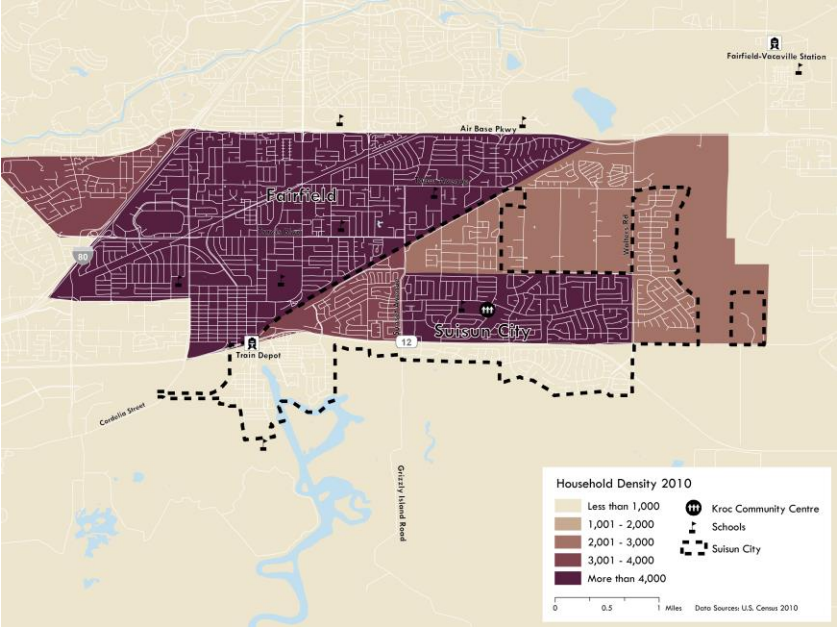 Fairfield-Vacaville Station
Air Base Pkwy
Fairfield
Walters Rd
80
Suisun City
12
Train Depot
Cordelia Street
Grizzly Island Road
Household Density 2010
Less than 1,000
1,001 - 2,000
2,001 - 3,000
3,001 - 4,000
More than 4,000
Kroc Community Centre
Schools
Suisun City
0 0.5 1 Miles
Data Sources: U.S. Census 2010